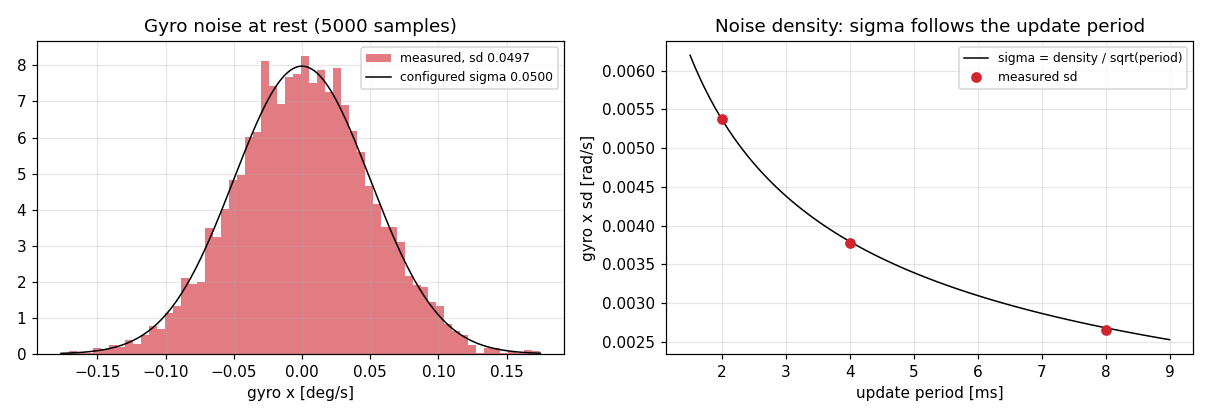 Gyro noise at rest (5000 samples)
measured, sd 0.0497
configured sigma 0.0500
8
7
6
5
4
3
2
1
0
−0.15 −0.10 −0.05 0.00 0.05 0.10 0.15
gyro x [deg/s]
Noise density: sigma follows the update period
sigma = density / sqrt(period)
measured sd
gyro x sd [rad/s]
0.0060
0.0055
0.0050
0.0045
0.0040
0.0035
0.0030
0.0025
2 3 4 5 6 7 8 9
update period [ms]